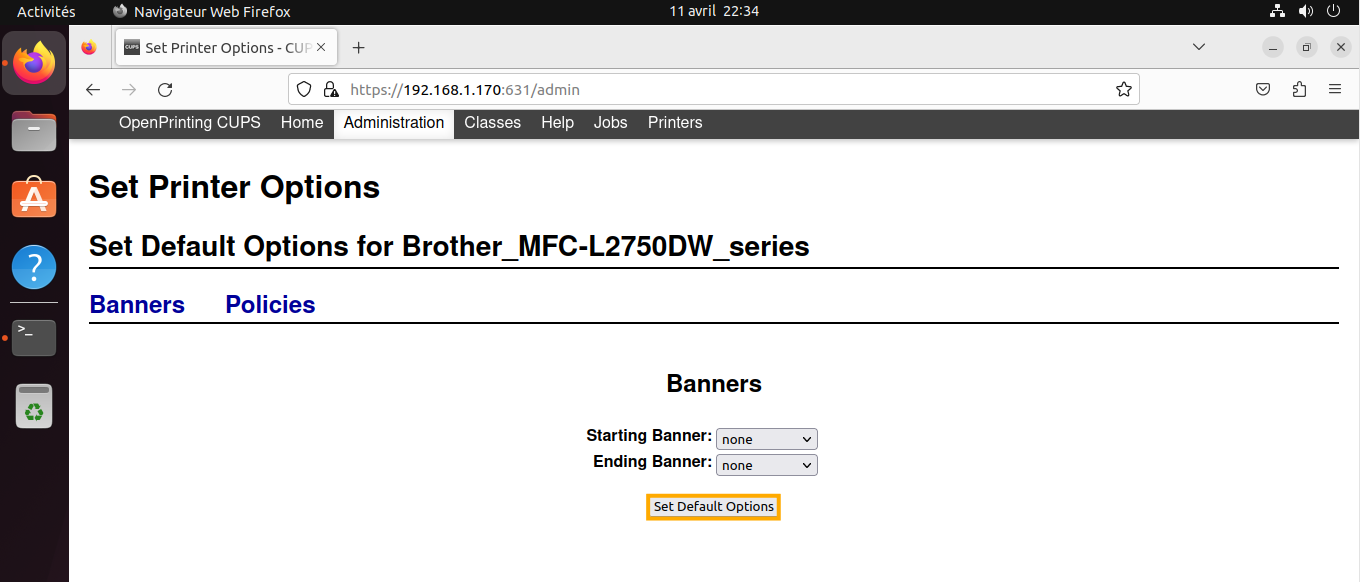 Activités Navigateur Web Firefox 11 avril 22:34
CUPS Set Printer Options - CUP
https://192.168.1.170:631/admin
OpenPrinting CUPS Home Administration Classes Help Jobs Printers
Set Printer Options
Set Default Options for Brother_MFC-L2750DW_series
Banners Policies
Banners
Starting Banner: none
Ending Banner: none
Set Default Options